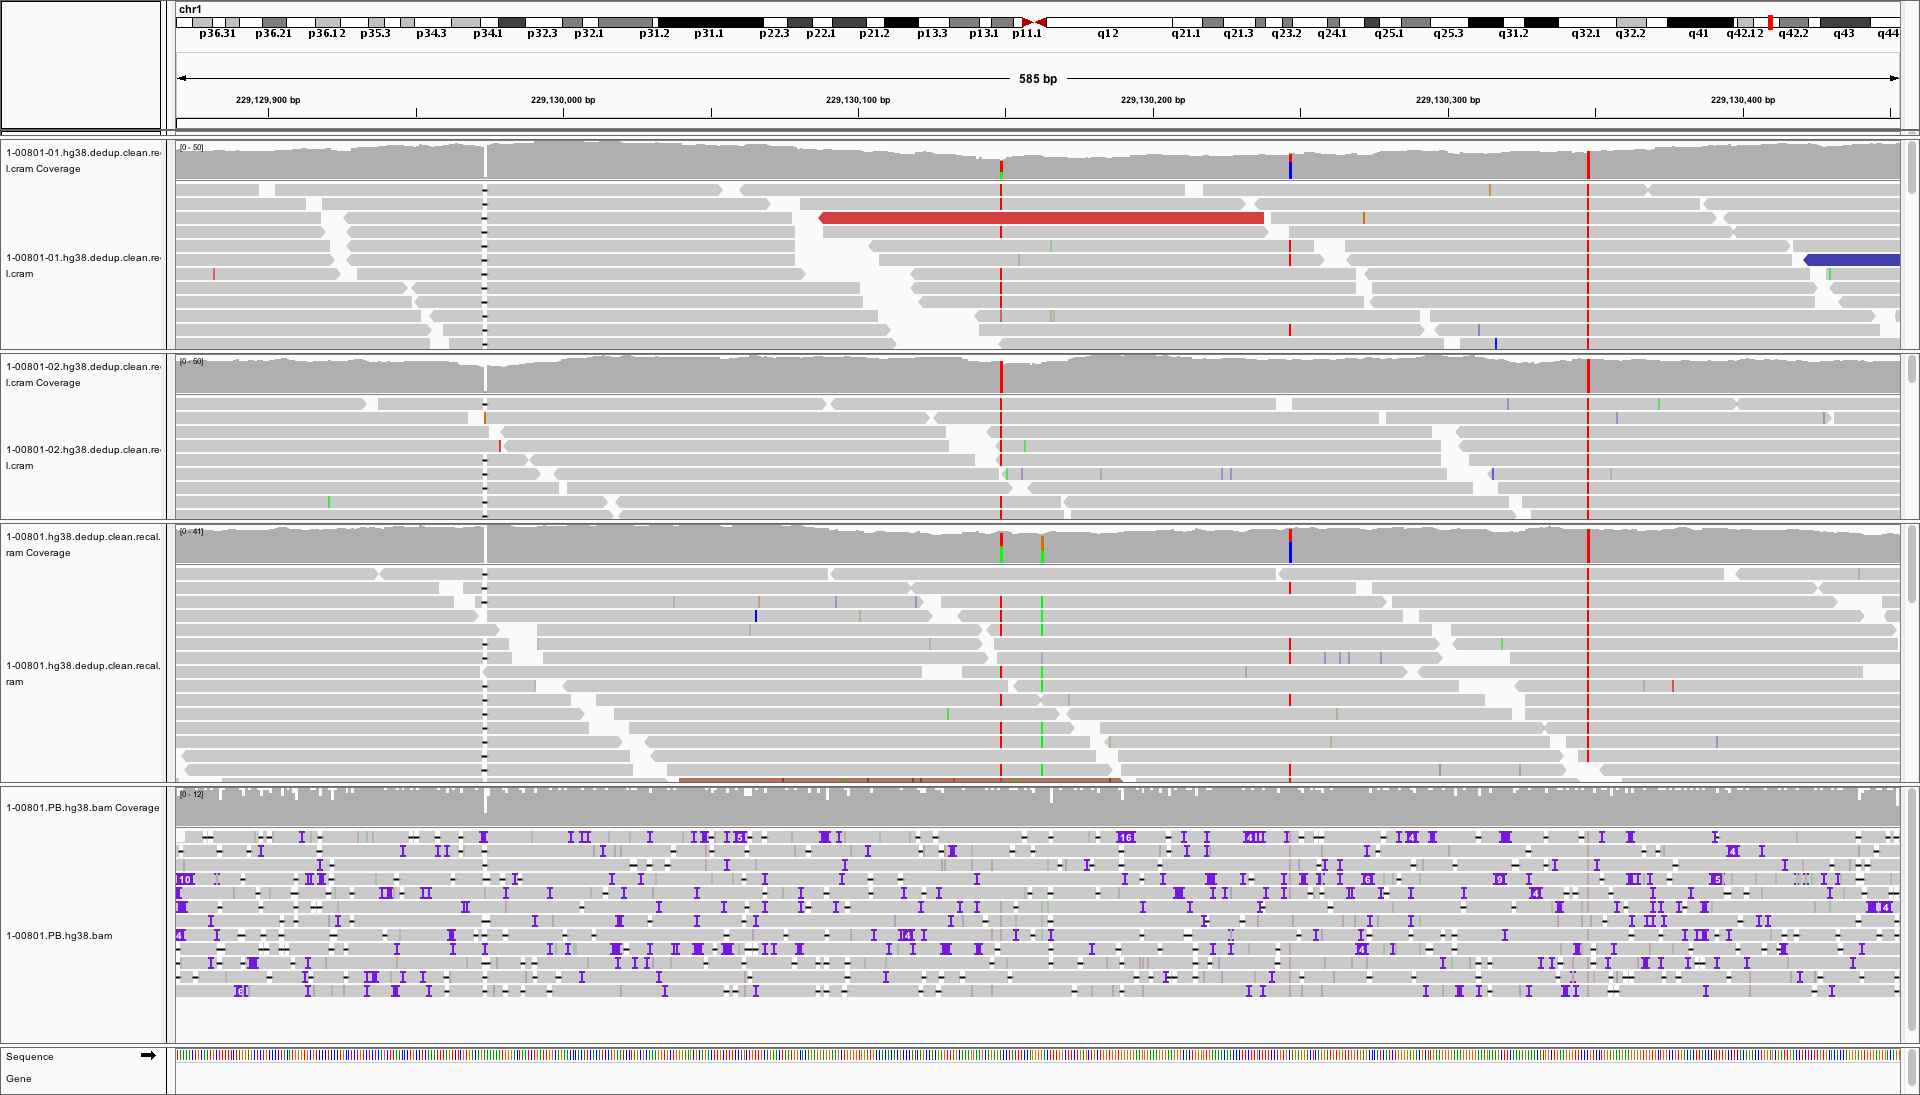 chr1
p36.31 p36.21 p36.12 p35.3 p34.3 p34.1 p32.3 p32.1 p31.2 p31.1 p22.3 p22.1 p21.2 p13.3 p13.1 p11.1 q12 q21.1 q21.3 q23.2 q24.1 q25.1 q25.3 q31.2 q32.1 q32.2 q41 q42.12 q42.2 q43 q44
585 bp
229,129,900 bp 229,130,000 bp 229,130,100 bp 229,130,200 bp 229,130,300 bp 229,130,400 bp
[0 - 50]
1-00801-01.hg38.dedup.clean.re
l.cram Coverage
1-00801-01.hg38.dedup.clean.re
l.cram
[0 - 50]
1-00801-02.hg38.dedup.clean.re
l.cram Coverage
1-00801-02.hg38.dedup.clean.re
l.cram
[0 - 41]
1-00801.hg38.dedup.clean.recal.
ram Coverage
1-00801.hg38.dedup.clean.recal.
ram
[0 - 12]
1-00801.PB.hg38.bam Coverage
5 16 4 4
4
10 6 9 5
4
4
4 4
1-00801.PB.hg38.bam
4
6
Sequence
Gene